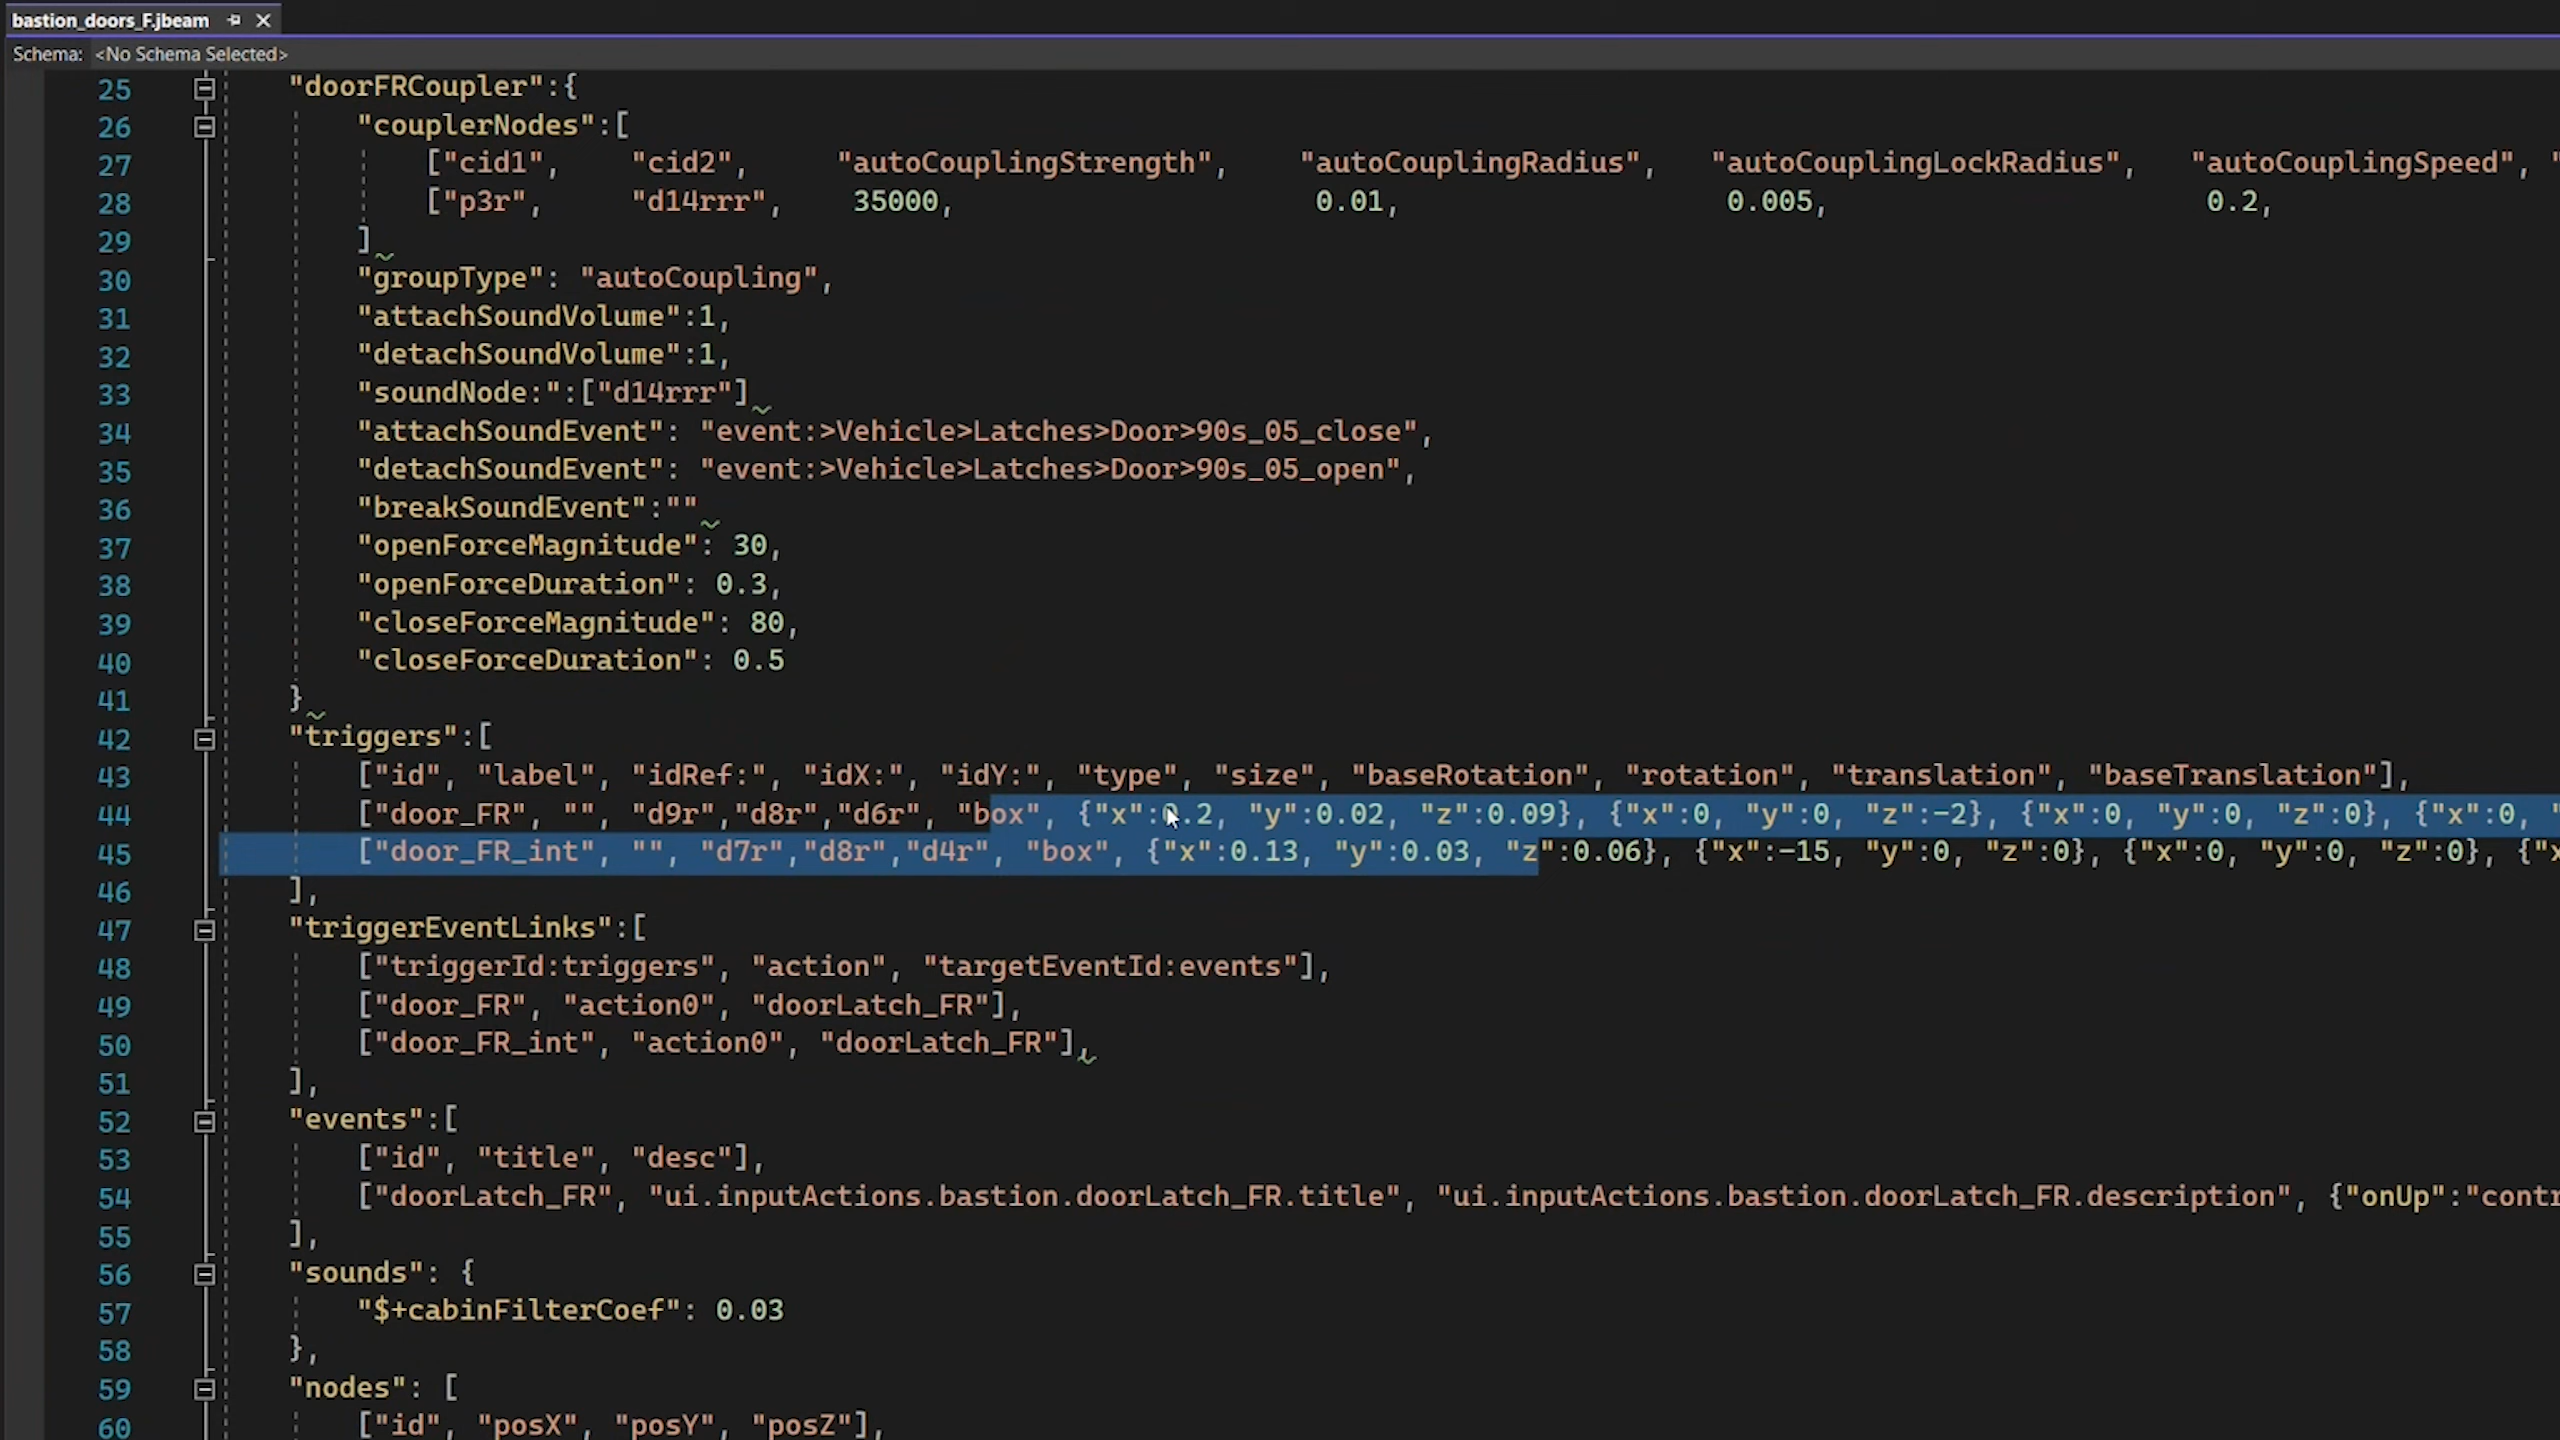 bastion_doors_F.jbeam
Schema: <No Schema Selected>
25 "doorFRCoupler":{
26 "couplerNodes":[
27 ["cid1", "cid2", "autoCouplingStrength", "autoCouplingRadius", "autoCouplingLockRadius", "autoCouplingSpeed", "
28 ["p3r", "d14rrr", 35000, 0.01, 0.005, 0.2,
29 ]
30 "groupType": "autoCoupling",
31 "attachSoundVolume":1,
32 "detachSoundVolume":1,
33 "soundNode:":["d14rrr"]
34 "attachSoundEvent": "event:>Vehicle>Latches>Door>90s_05_close",
35 "detachSoundEvent": "event:>Vehicle>Latches>Door>90s_05_open",
36 "breakSoundEvent":""
37 "openForceMagnitude": 30,
38 "openForceDuration": 0.3,
39 "closeForceMagnitude": 80,
40 "closeForceDuration": 0.5
41 }
42 "triggers":[
43 ["id", "label", "idRef:", "idX:", "idY:", "type", "size", "baseRotation", "rotation", "translation", "baseTranslation"],
44 ["door_FR", "", "d9r","d8r","d6r", "box", {"x":0.2, "y":0.02, "z":0.09}, {"x":0, "y":0, "z":-2}, {"x":0, "y":0, "z":0}, {"x":0, "
45 ["door_FR_int", "", "d7r","d8r","d4r", "box", {"x":0.13, "y":0.03, "z":0.06}, {"x":-15, "y":0, "z":0}, {"x":0, "y":0, "z":0}, {"x
46 ],
47 "triggerEventLinks":[
48 ["triggerId:triggers", "action", "targetEventId:events"],
49 ["door_FR", "action0", "doorLatch_FR"],
50 ["door_FR_int", "action0", "doorLatch_FR"],
51 ],
52 "events":[
53 ["id", "title", "desc"],
54 ["doorLatch_FR", "ui.inputActions.bastion.doorLatch_FR.title", "ui.inputActions.bastion.doorLatch_FR.description", {"onUp":"contr
55 ],
56 "sounds": {
57 "$+cabinFilterCoef": 0.03
58 },
59 "nodes": [
60 ["id", "posX", "posY", "posZ"],